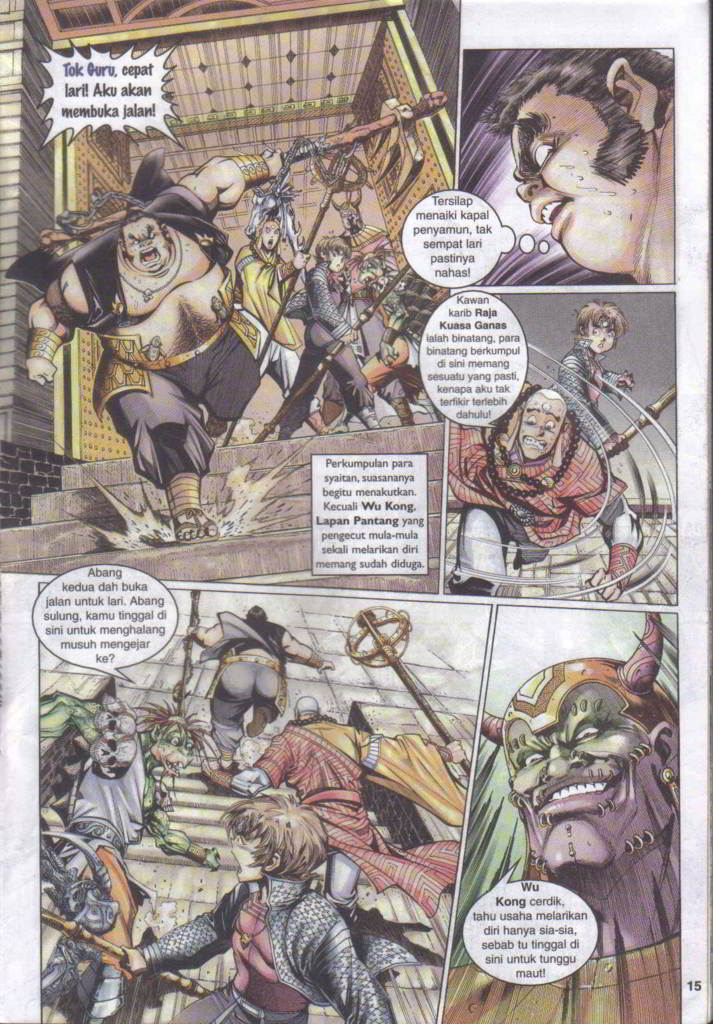 Tok Guru, cepat
lari! Aku akan
membuka jalan!
Tersilap
menaiki kapal
penyamun, tak
sempat lari
pastinya
nahas!
Kawan
karib Raja
Kuasa Ganas
ialah binatang, para
binatang berkumpul
di sini memang
sesuatu yang pasti,
kenapa aku tak
terfikir terlebih
dahulu!
Perkumpulan para
syaitan, suasananya
begitu menakutkan.
Kecuali Wu Kong,
Lapan Pantang yang
pengecut mula-mula
sekali melarikan diri
memang sudah diduga.
Abang
kedua dah buka
jalan untuk lari. Abang
sulung, kamu tinggal di
sini untuk menghalang
musuh mengejar
ke?
Wu
Kong cerdik,
tahu usaha melarikan
diri hanya sia-sia,
sebab tu tinggal di
sini untuk tunggu
maut!
15